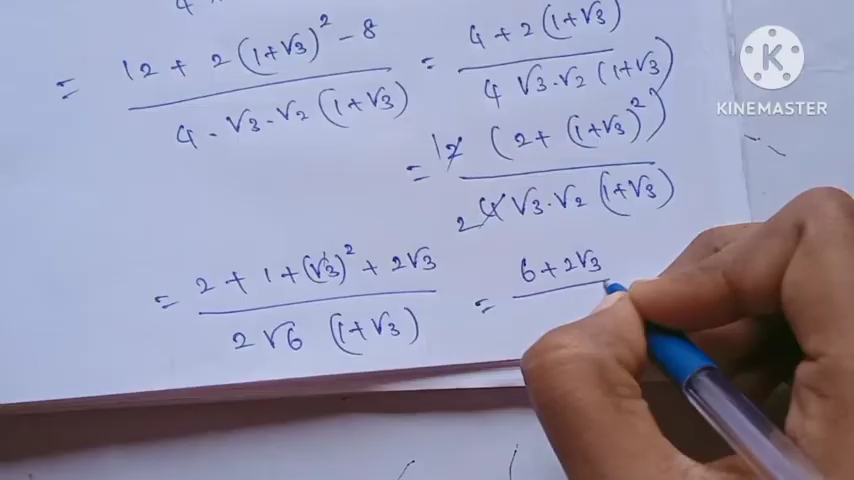 = 12 + 2 (1+√3)² - 8 / 4 · √3 · √2 (1+√3) = 4 + 2 (1+√3) / 4 √3 · √2 (1+√3)
= 12 (2 + (1+√3)²) / 2 4 √3 · √2 (1+√3)
= 2 + 1 + (√3)² + 2√3 / 2 √6 (1+√3) = 6 + 2√3
KINEMASTER